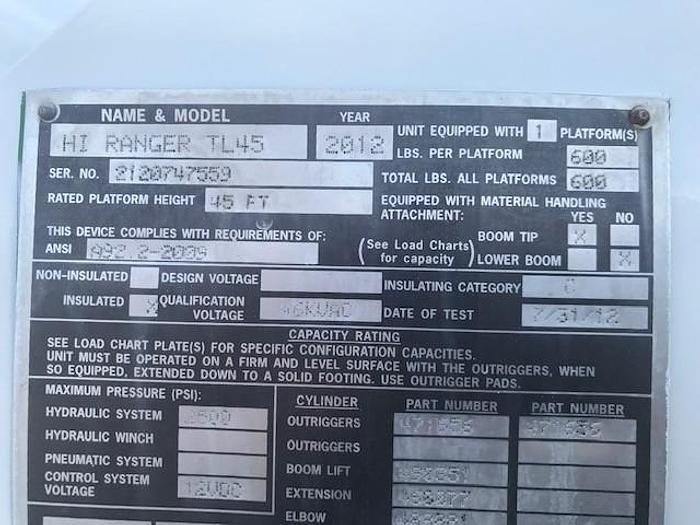 NAME & MODEL YEAR
HI RANGER TL45 2012
UNIT EQUIPPED WITH 1 PLATFORM(S)
LBS. PER PLATFORM 600
SER. NO. 2120747559
TOTAL LBS. ALL PLATFORMS 600
RATED PLATFORM HEIGHT 45 FT
EQUIPPED WITH MATERIAL HANDLING
ATTACHMENT: YES NO
THIS DEVICE COMPLIES WITH REQUIREMENTS OF:
ANSI A92.2-2009
(See Load Charts for capacity)
BOOM TIP X
LOWER BOOM X
NON-INSULATED DESIGN VOLTAGE
INSULATING CATEGORY C
INSULATED X QUALIFICATION VOLTAGE 46KVAC
DATE OF TEST 7/31/12
CAPACITY RATING
SEE LOAD CHART PLATE(S) FOR SPECIFIC CONFIGURATION CAPACITIES.
UNIT MUST BE OPERATED ON A FIRM AND LEVEL SURFACE WITH THE OUTRIGGERS, WHEN
SO EQUIPPED, EXTENDED DOWN TO A SOLID FOOTING. USE OUTRIGGER PADS.
MAXIMUM PRESSURE (PSI):
HYDRAULIC SYSTEM
HYDRAULIC WINCH
PNEUMATIC SYSTEM
CONTROL SYSTEM
VOLTAGE 12VDC
CYLINDER PART NUMBER PART NUMBER
OUTRIGGERS 471656 471656
OUTRIGGERS
BOOM LIFT
EXTENSION
ELBOW